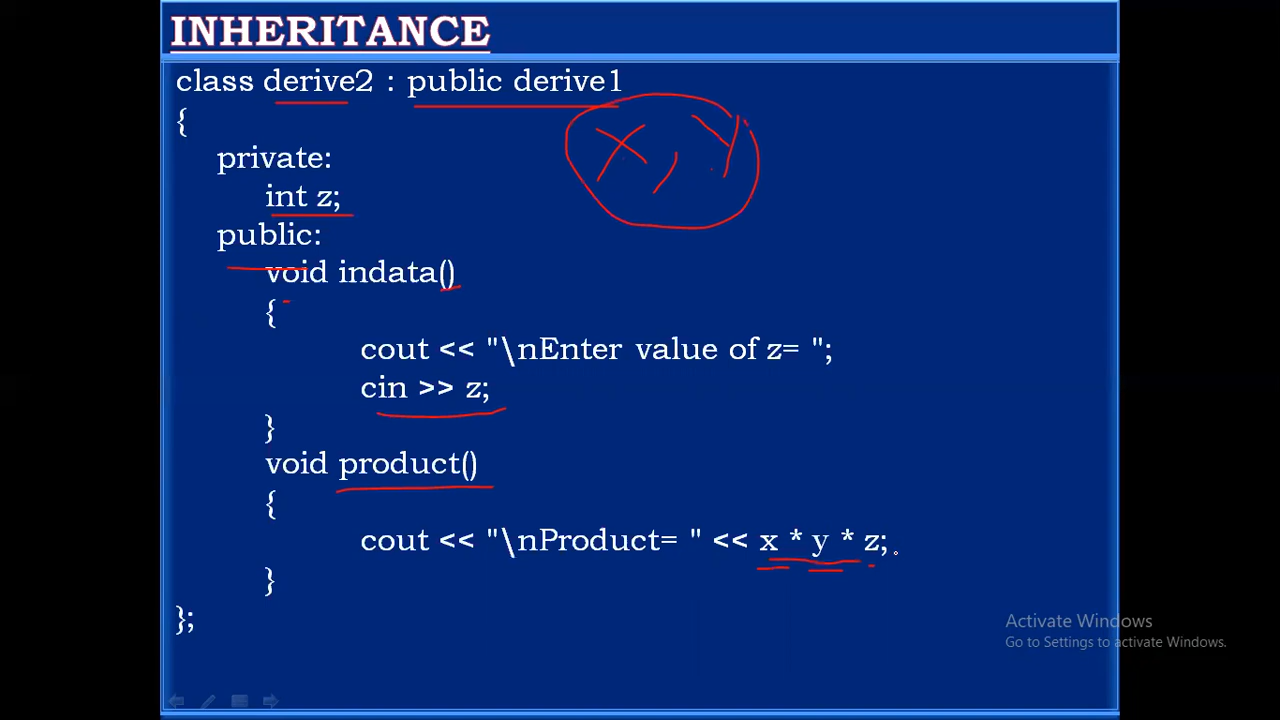 INHERITANCE
class derive2 : public derive1
{
x, y
private:
int z;
public:
void indata()
{
cout << "\nEnter value of z= ";
cin >> z;
}
void product()
{
cout << "\nProduct= " << x * y * z;
}
};
Activate Windows
Go to Settings to activate Windows.